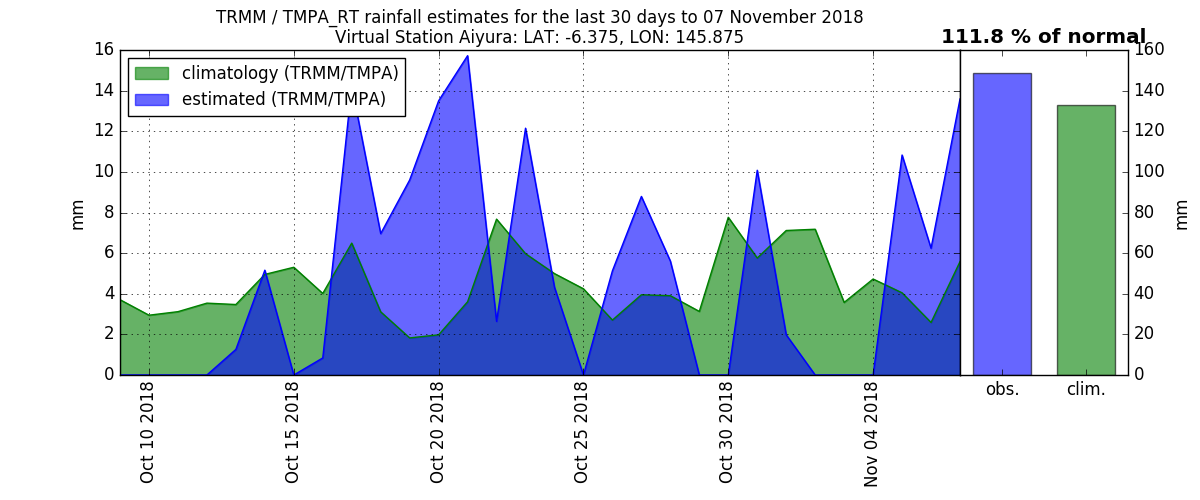 TRMM / TMPA_RT rainfall estimates for the last 30 days to 07 November 2018
Virtual Station Aiyura: LAT: -6.375, LON: 145.875
111.8 % of normal
climatology (TRMM/TMPA)
estimated (TRMM/TMPA)
16
14
12
10
8
6
4
2
0
mm
Oct 10 2018
Oct 15 2018
Oct 20 2018
Oct 25 2018
Oct 30 2018
Nov 04 2018
obs.
clim.
160
140
120
100
80
60
40
20
0
mm